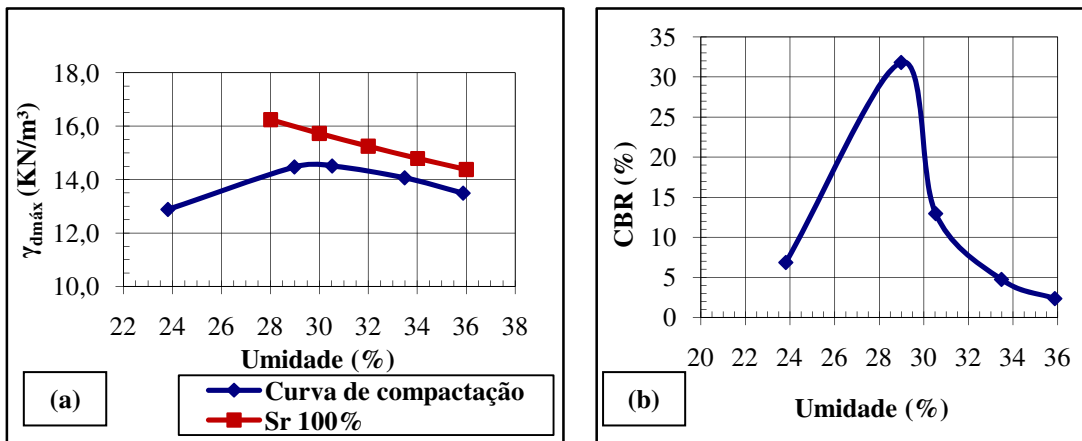 18,0
16,0
14,0
12,0
10,0
γdmáx (KN/m³)
22 24 26 28 30 32 34 36 38
Umidade (%)
(a)
Curva de compactação
Sr 100%
35
30
25
20
15
10
5
0
CBR (%)
20 22 24 26 28 30 32 34 36
(b)
Umidade (%)